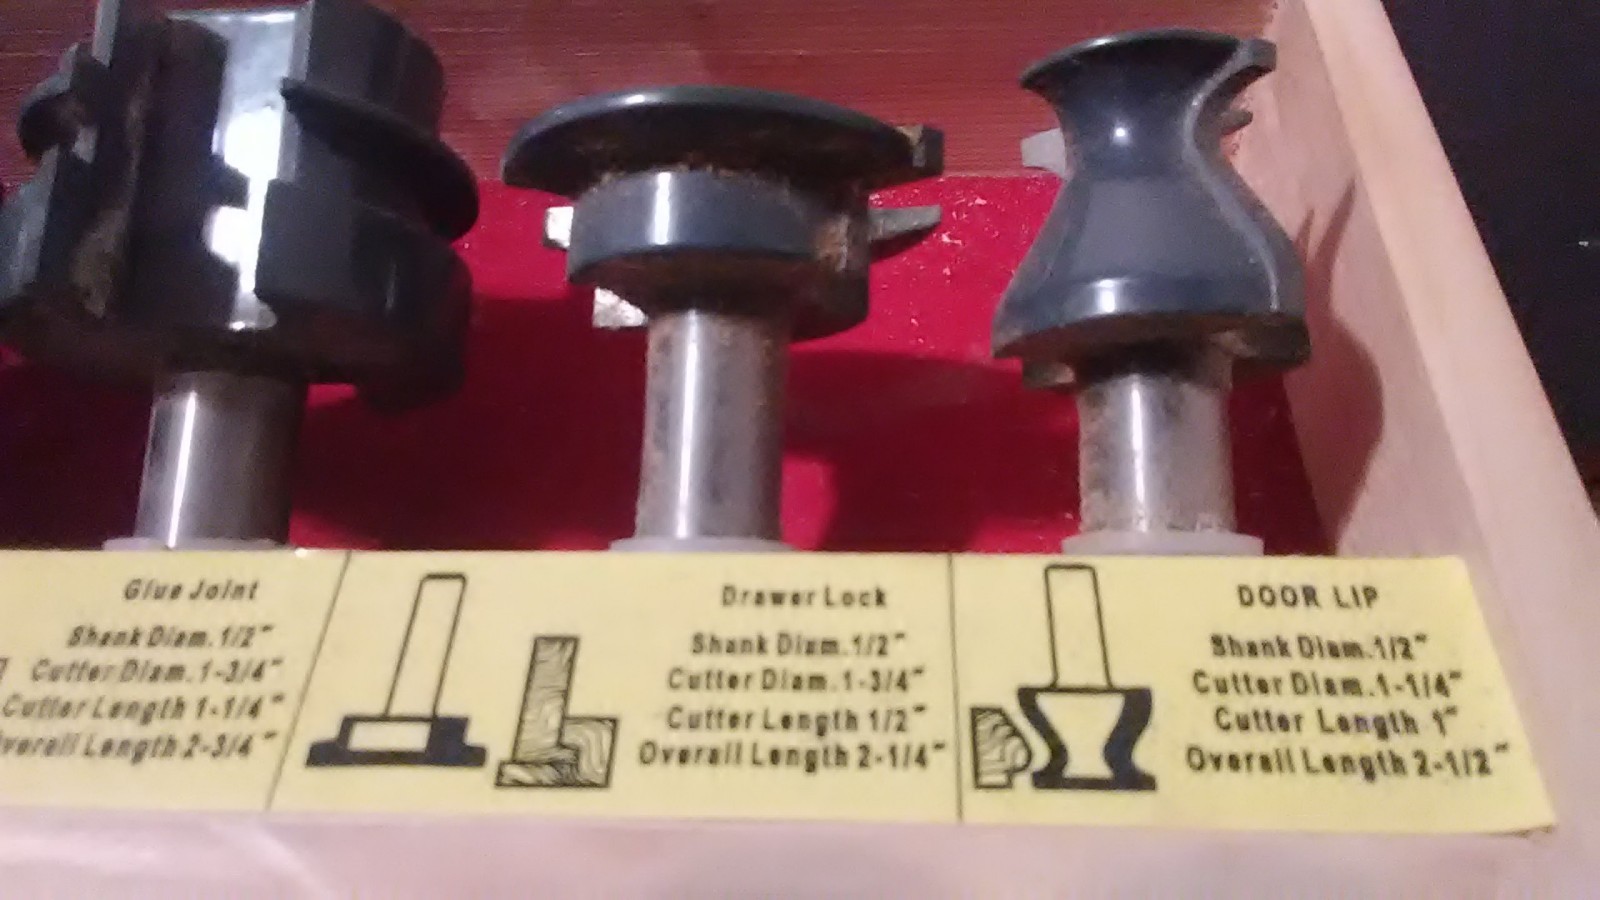 Glue Joint
Shank Diam.1/2"
Cutter Diam.1-3/4"
Cutter Length 1-1/4"
Overall Length 2-3/4"
Drawer Lock
Shank Diam.1/2"
Cutter Diam.1-3/4"
Cutter Length 1/2"
Overall Length 2-1/4"
DOOR LIP
Shank Diam.1/2"
Cutter Diam.1-1/4"
Cutter Length 1"
Overall Length 2-1/2"